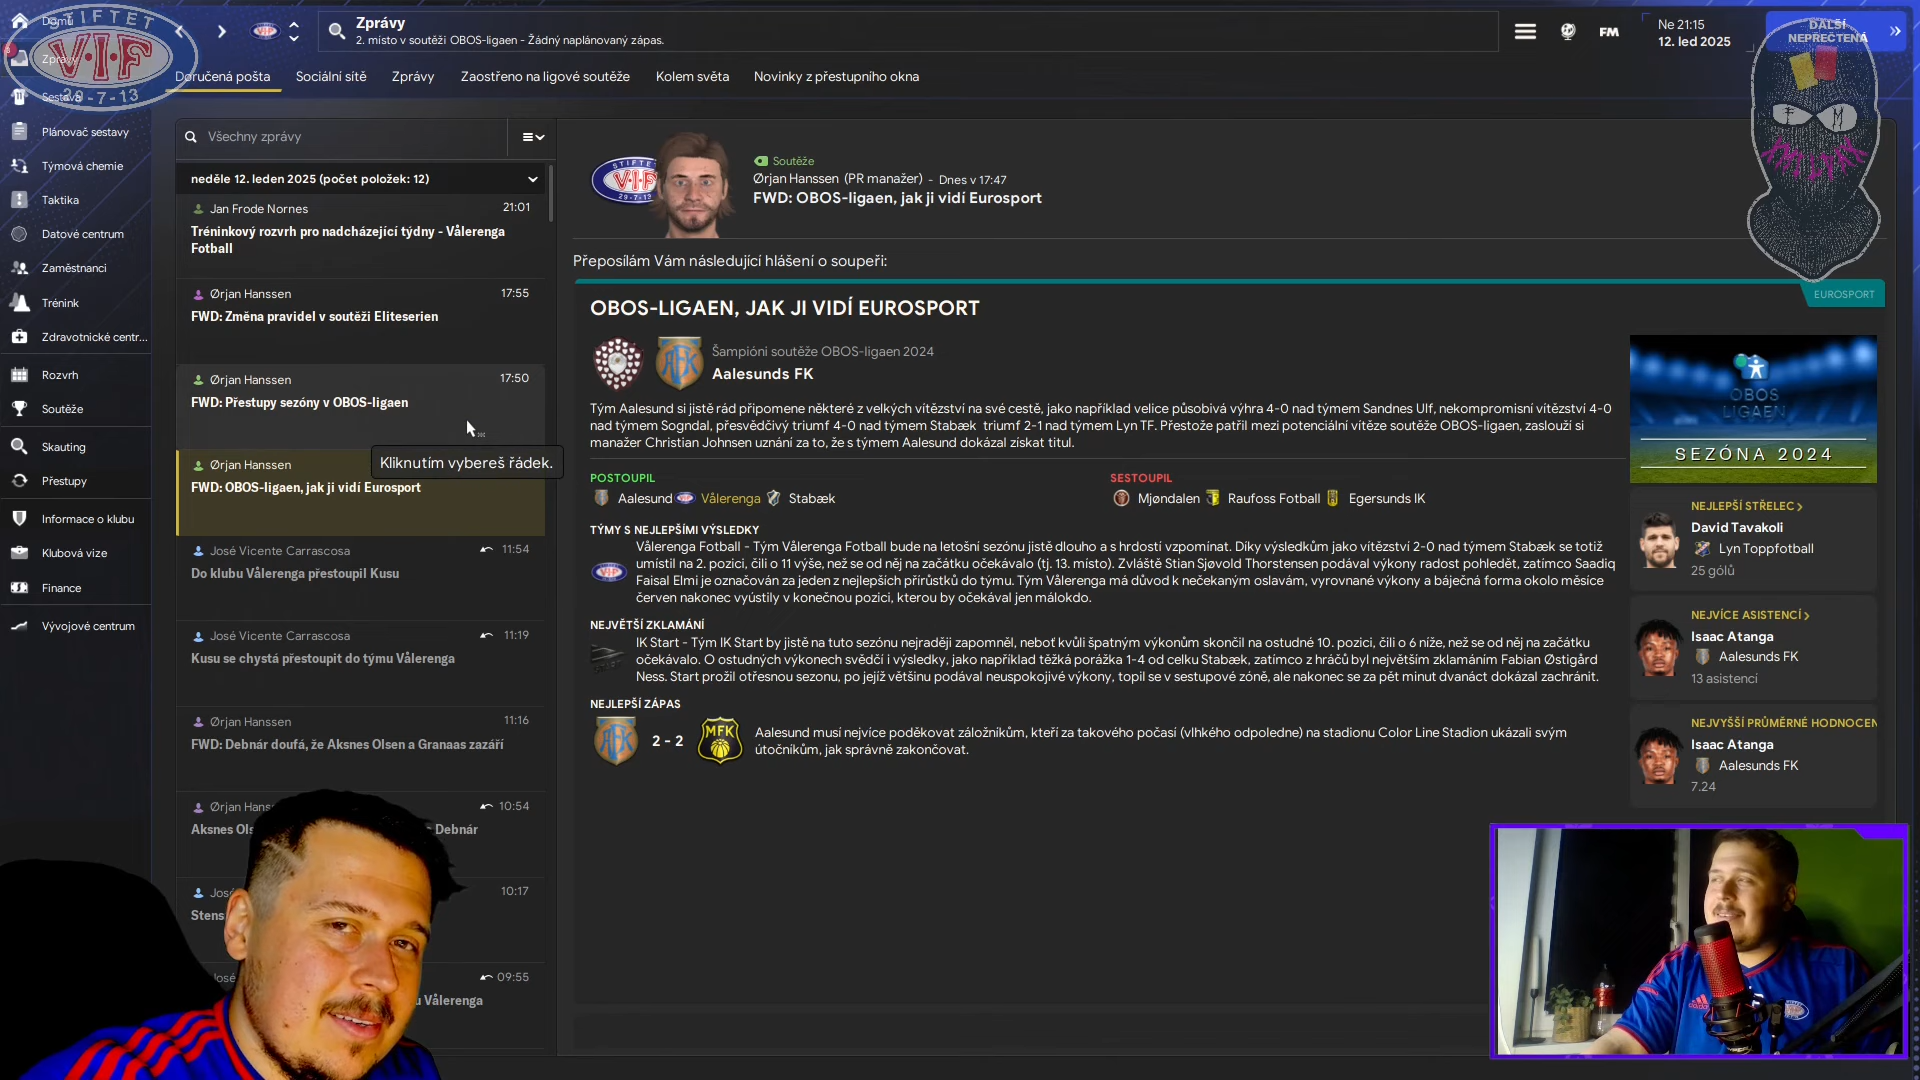 STIFTET
V.I.F
29-7-13
Domů
Zprávy
Sestava
Plánovač sestavy
Týmová chemie
Taktika
Datové centrum
Zaměstnanci
Trénink
Zdravotnické centr...
Rozvrh
Soutěže
Skauting
Přestupy
Informace o klubu
Klubová vize
Finance
Vývojové centrum
Zprávy
2. místo v soutěži OBOS-ligaen - Žádný naplánovaný zápas.
FM
Ne 21:15
12. led 2025
DALŠÍ
NEPŘEČTENÁ
Doručená pošta
Sociální sítě
Zprávy
Zaostřeno na ligové soutěže
Kolem světa
Novinky z přestupního okna
Všechny zprávy
neděle 12. leden 2025 (počet položek: 12)
Jan Frode Nornes 21:01
Tréninkový rozvrh pro nadcházející týdny - Vålerenga
Fotball
Ørjan Hanssen 17:55
FWD: Změna pravidel v soutěži Eliteserien
Ørjan Hanssen 17:50
FWD: Přestupy sezóny v OBOS-ligaen
Kliknutím vybereš řádek.
Ørjan Hanssen
FWD: OBOS-ligaen, jak ji vidí Eurosport
José Vicente Carrascosa 11:54
Do klubu Vålerenga přestoupil Kusu
José Vicente Carrascosa 11:19
Kusu se chystá přestoupit do týmu Vålerenga
Ørjan Hanssen 11:16
FWD: Debnár doufá, že Aksnes Olsen a Granaas zazáří
Ørjan 10:54
Aksnes Debnár
10:17
Stens
09:55
Vålerenga
Soutěže
Ørjan Hanssen (PR manažer) - Dnes v 17:47
FWD: OBOS-ligaen, jak ji vidí Eurosport
Přeposílám Vám následující hlášení o soupeři:
EUROSPORT
OBOS-LIGAEN, JAK JI VIDÍ EUROSPORT
Šampióni soutěže OBOS-ligaen 2024
Aalesunds FK
Tým Aalesund si jistě rád připomene některé z velkých vítězství na své cestě, jako například velice působivá výhra 4-0 nad týmem Sandnes Ulf, nekompromisní vítězství 4-0
nad týmem Sogndal, přesvědčivý triumf 4-0 nad týmem Stabæk triumf 2-1 nad týmem Lyn TF. Přestože patřil mezi potenciální vítěze soutěže OBOS-ligaen, zaslouží si
manažer Christian Johnsen uznání za to, že s týmem Aalesund dokázal získat titul.
POSTOUPIL
Aalesund Vålerenga Stabæk
SESTOUPIL
Mjøndalen Raufoss Fotball Egersunds IK
TÝMY S NEJLEPŠÍMI VÝSLEDKY
Vålerenga Fotball - Tým Vålerenga Fotball bude na letošní sezónu jistě dlouho a s hrdostí vzpomínat. Díky výsledkům jako vítězství 2-0 nad týmem Stabæk se totiž
umístil na 2. pozici, čili o 11 výše, než se od něj na začátku očekávalo (tj. 13. místo). Zvláště Stian Sjøvold Thorstensen podával výkony radost pohledět, zatímco Saadiq
Faisal Elmi je označován za jeden z nejlepších přírůstků do týmu. Tým Vålerenga má důvod k nečekaným oslavám, vyrovnané výkony a báječná forma okolo měsíce
červen nakonec vyústily v konečnou pozici, kterou by očekával jen málokdo.
NEJVĚTŠÍ ZKLAMÁNÍ
IK Start - Tým IK Start by jistě na tuto sezónu nejraději zapomněl, neboť kvůli špatným výkonům skončil na ostudné 10. pozici, čili o 6 níže, než se od něj na začátku
očekávalo. O ostudných výkonech svědčí i výsledky, jako například těžká porážka 1-4 od celku Stabæk, zatímco z hráčů byl největším zklamáním Fabian Østigård
Ness. Start prožil otřesnou sezonu, po jejíž většinu podával neuspokojivé výkony, topil se v sestupové zóně, ale nakonec se za pět minut dvanáct dokázal zachránit.
NEJLEPŠÍ ZÁPAS
2 - 2
MFK
Aalesund musí nejvíce poděkovat záložníkům, kteří za takového počasí (vlhkého odpoledne) na stadionu Color Line Stadion ukázali svým
útočníkům, jak správně zakončovat.
OBOS
LIGAEN
SEZÓNA 2024
NEJLEPŠÍ STŘELEC
David Tavakoli
Lyn Toppfotball
25 gólů
NEJVÍCE ASISTENCÍ
Isaac Atanga
Aalesunds FK
13 asistencí
NEJVYŠŠÍ PRŮMĚRNÉ HODNOCEN
Isaac Atanga
Aalesunds FK
7.24